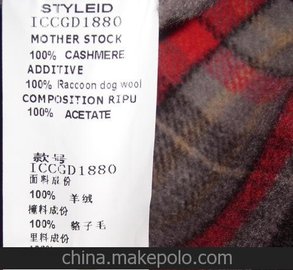 STYLEID
ICCGD1880
MOTHER STOCK
100% CASHMERE
ADDITIVE
100% Raccoon dog wool
COMPOSITION RIPU
100% ACETATE
款号
ICCGD1880
面料成份
100% 羊绒
掩料成份
100% 貉子毛
里料成份
china.makepolo.com